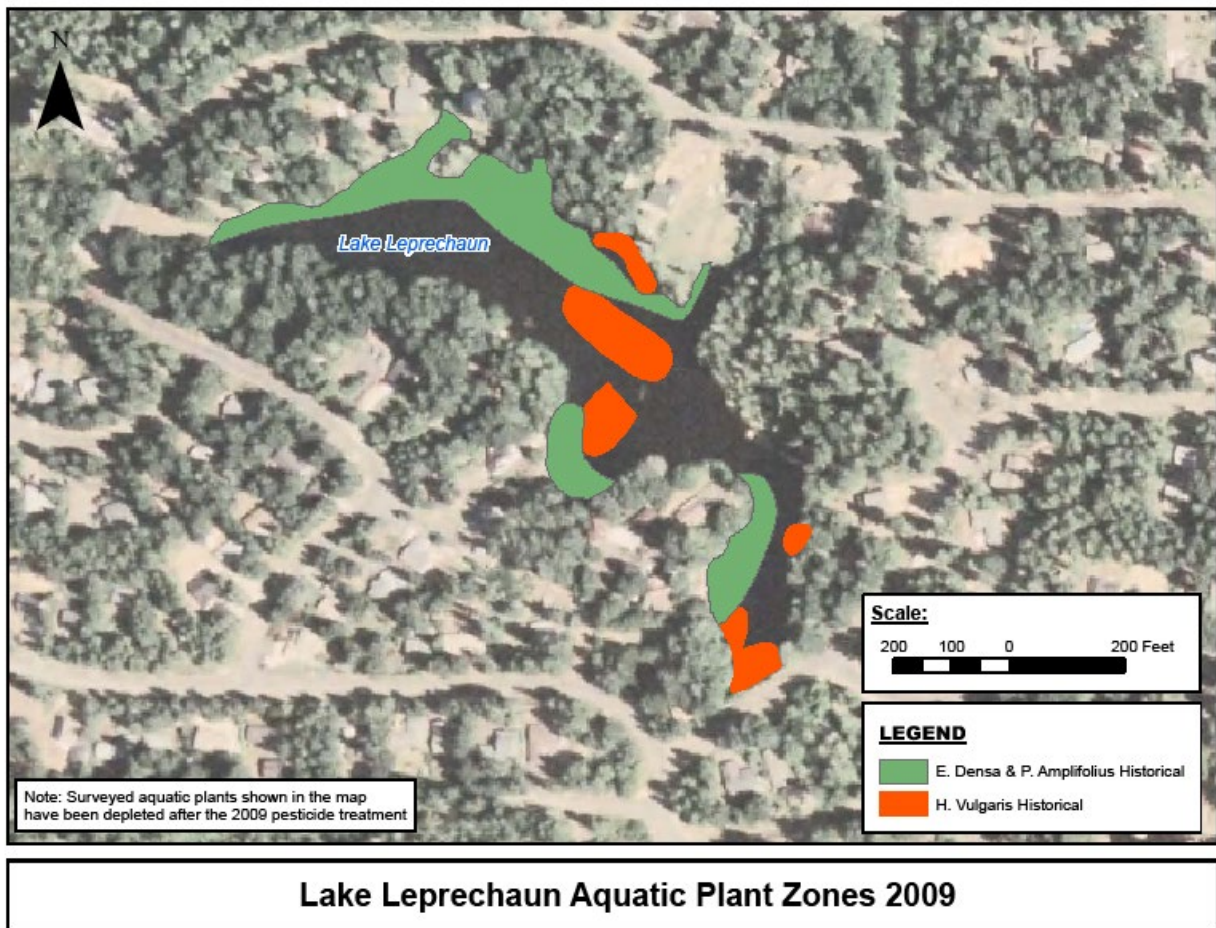 N
Lake Leprechaun
Scale:
200 100 0 200 Feet
LEGEND
E. Densa & P. Amplifolius Historical
H. Vulgaris Historical
Note: Surveyed aquatic plants shown in the map
have been depleted after the 2009 pesticide treatment
Lake Leprechaun Aquatic Plant Zones 2009